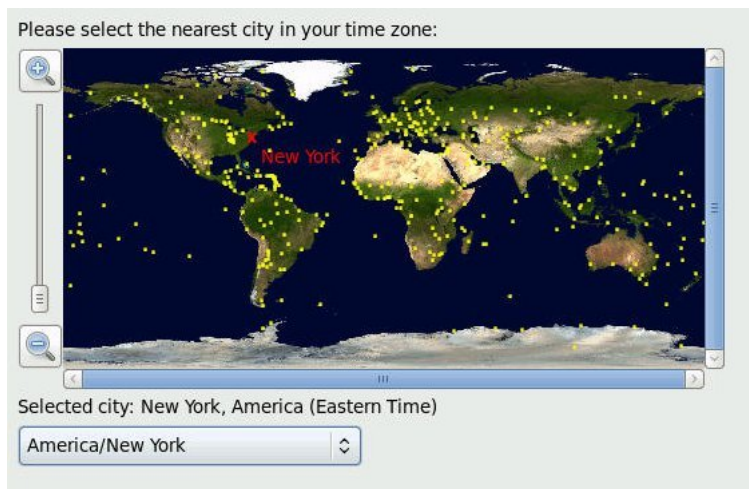 Please select the nearest city in your time zone:
New York
Selected city: New York, America (Eastern Time)
America/New York